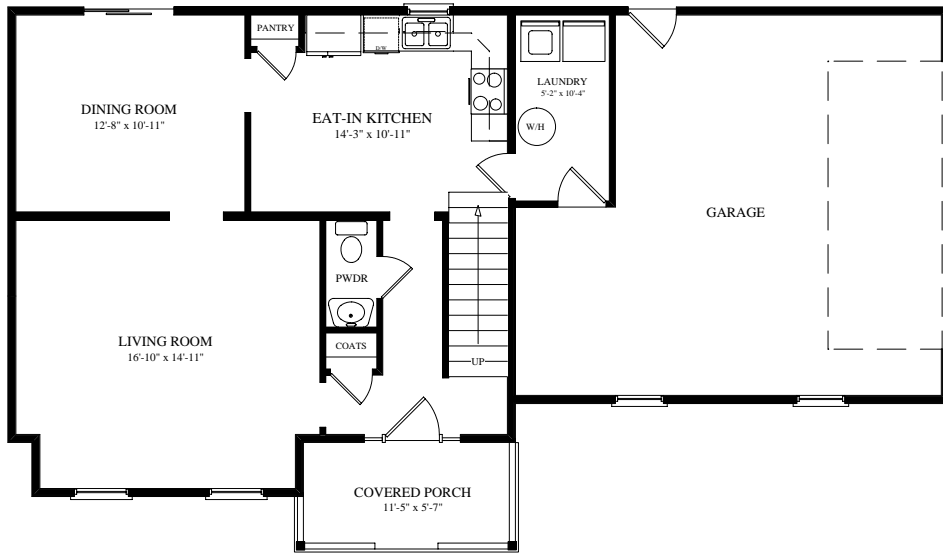 PANTRY
D/W
LAUNDRY
5'-2" x 10'-4"
DINING ROOM
12'-8" x 10'-11"
EAT-IN KITCHEN
14'-3" x 10'-11"
W/H
GARAGE
PWDR
LIVING ROOM
16'-10" x 14'-11"
COATS
UP
COVERED PORCH
11'-5" x 5'-7"